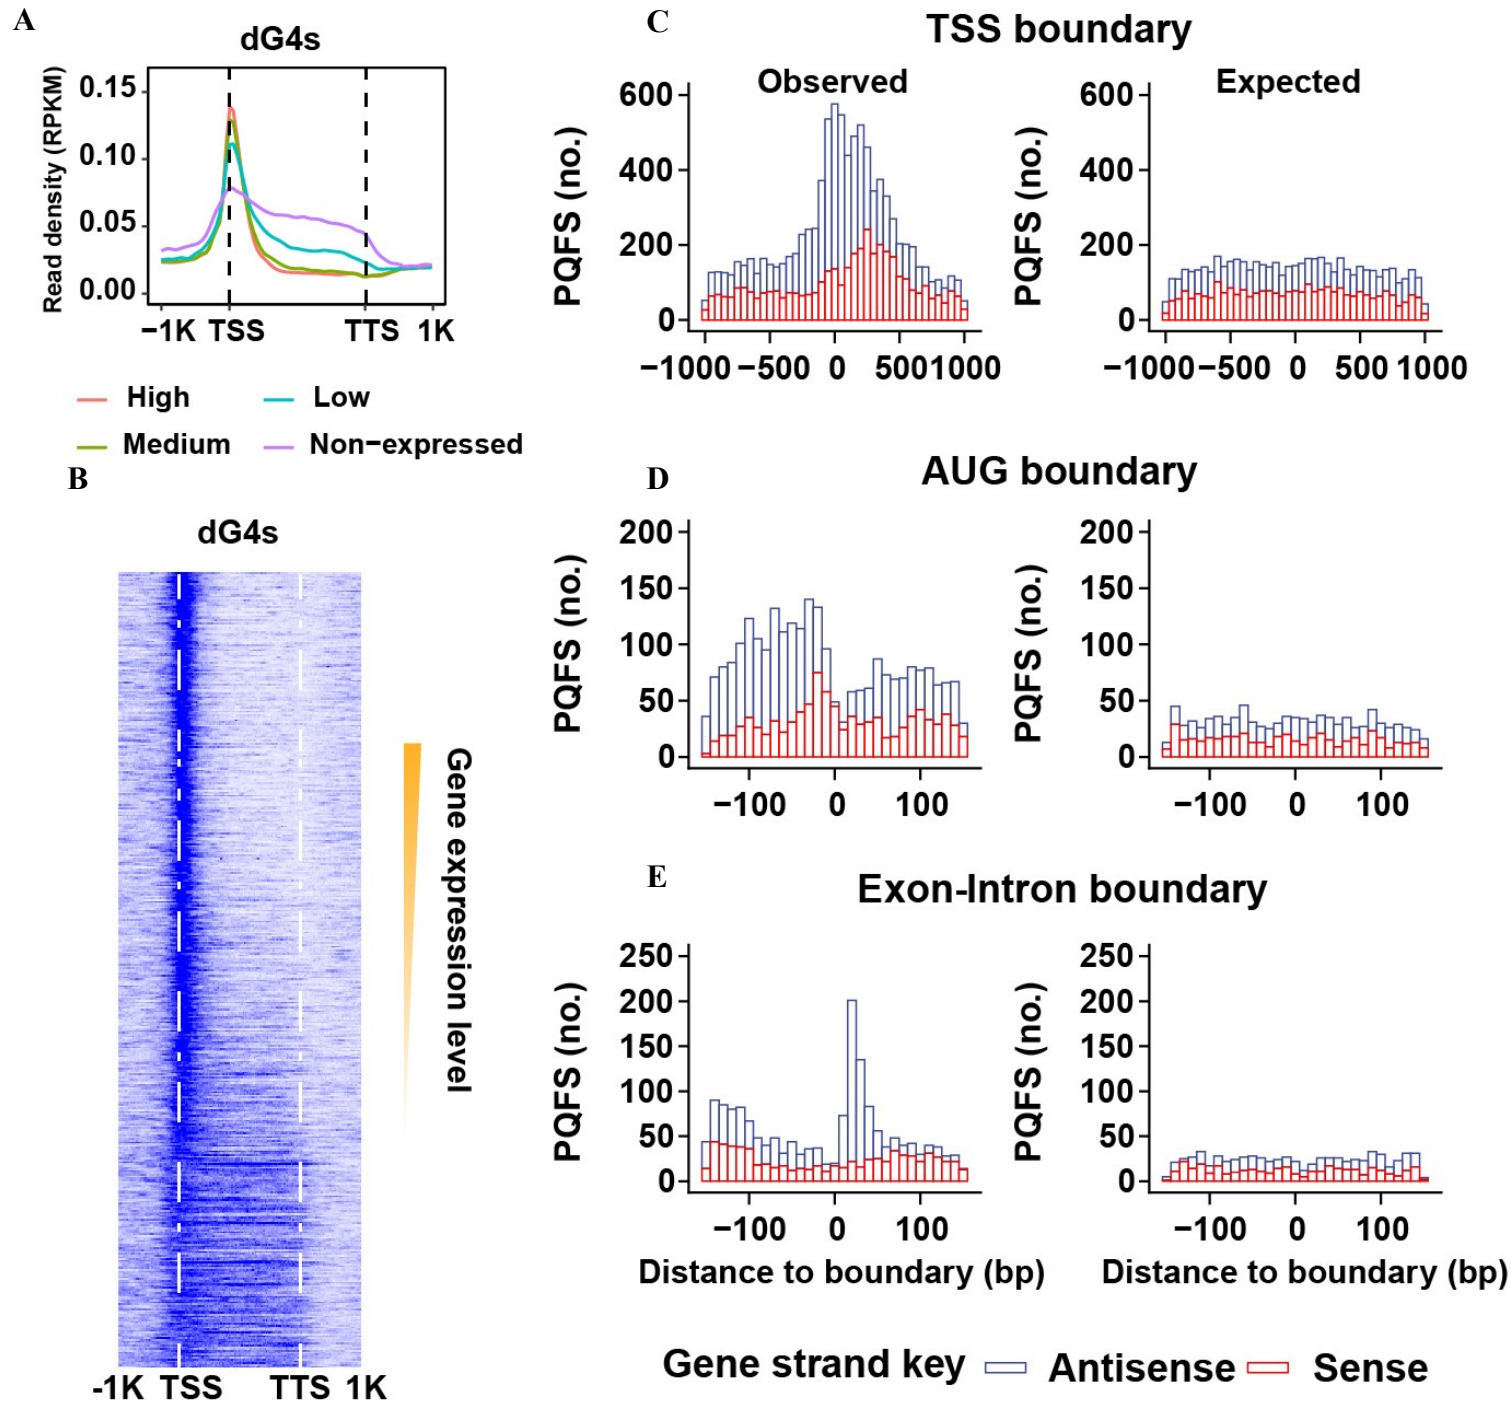 A
dG4s
Read density (RPKM)
0.15
0.10
0.05
0.00
−1K TSS TTS 1K
High Low
Medium Non−expressed
B
dG4s
Gene expression level
-1K TSS TTS 1K
C
TSS boundary
Observed
PQFS (no.)
600
400
200
0
−1000 −500 0 500 1000
Expected
PQFS (no.)
600
400
200
0
−1000 −500 0 500 1000
D
AUG boundary
PQFS (no.)
200
150
100
50
0
−100 0 100
PQFS (no.)
200
150
100
50
0
−100 0 100
E
Exon-Intron boundary
PQFS (no.)
250
200
150
100
50
0
−100 0 100
Distance to boundary (bp)
PQFS (no.)
250
200
150
100
50
0
−100 0 100
Distance to boundary (bp)
Gene strand key Antisense Sense